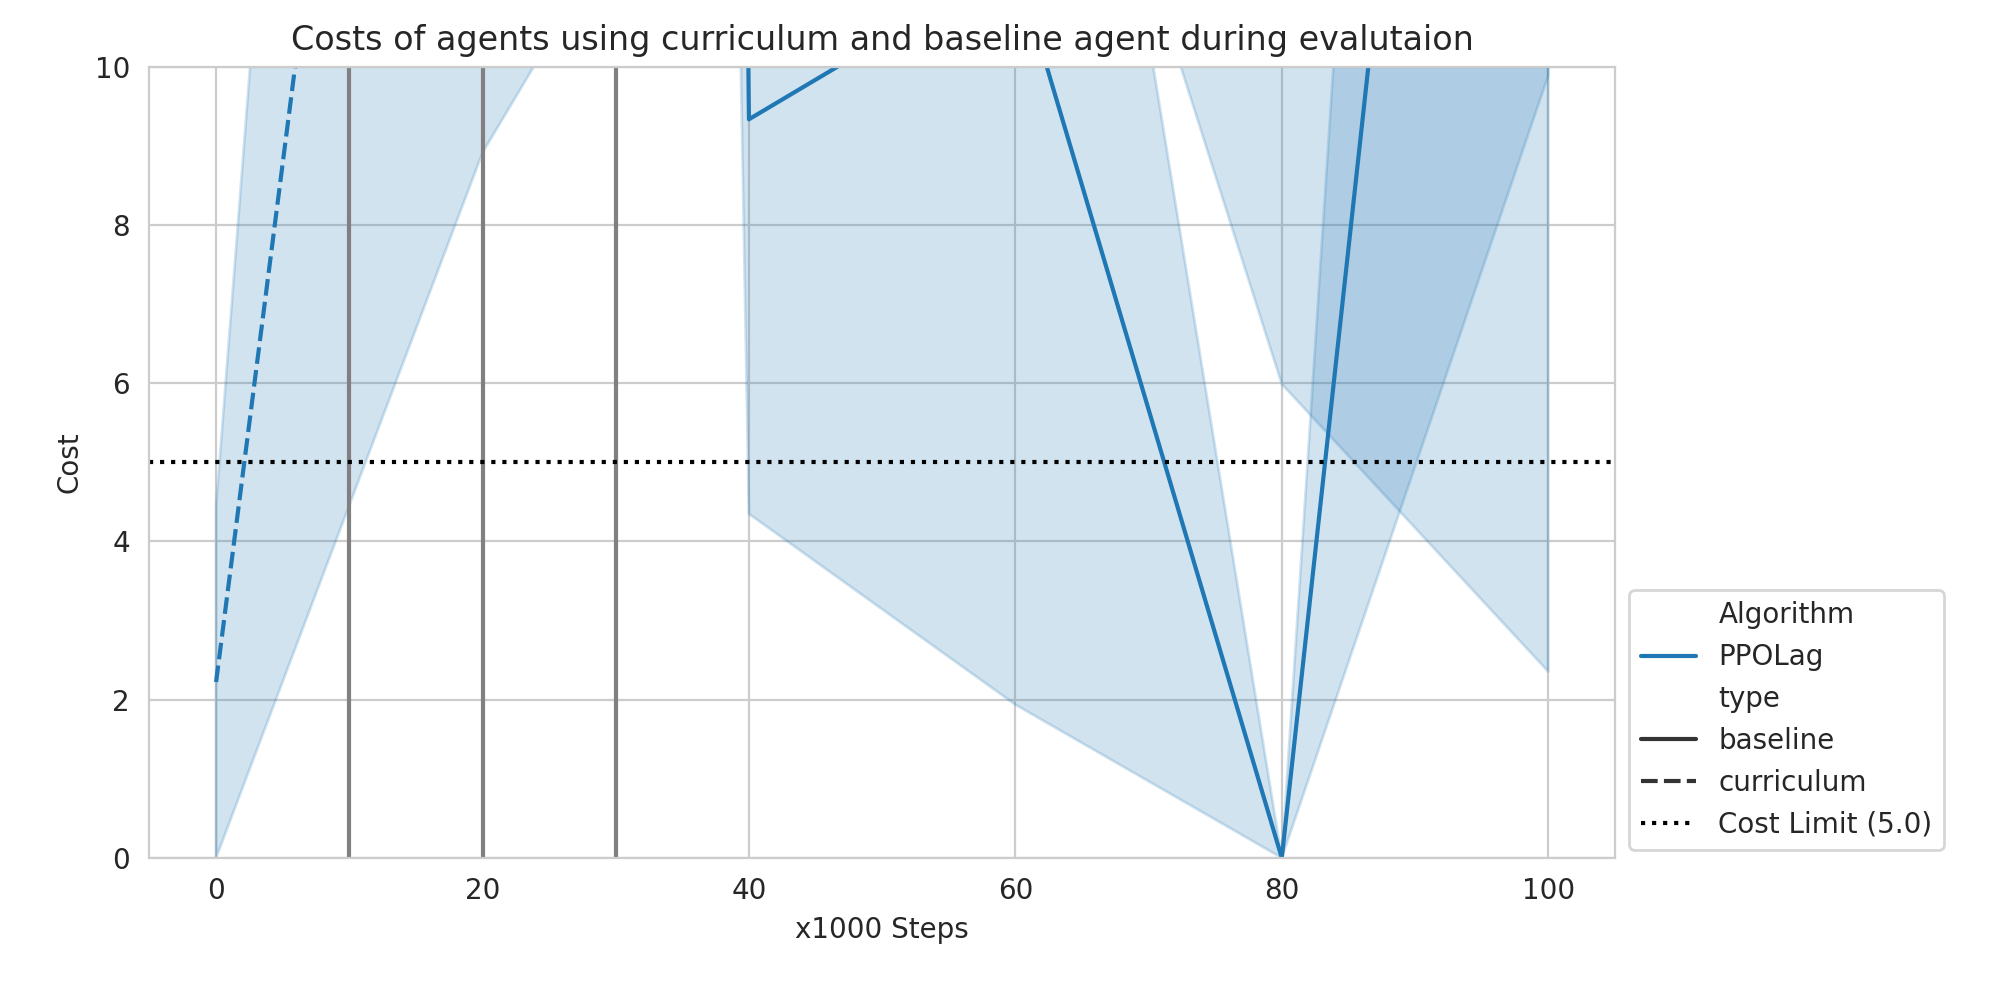 Costs of agents using curriculum and baseline agent during evalutaion
10
8
6
4
2
0
Cost
0 20 40 60 80 100
x1000 Steps
Algorithm
PPOLag
type
baseline
curriculum
Cost Limit (5.0)